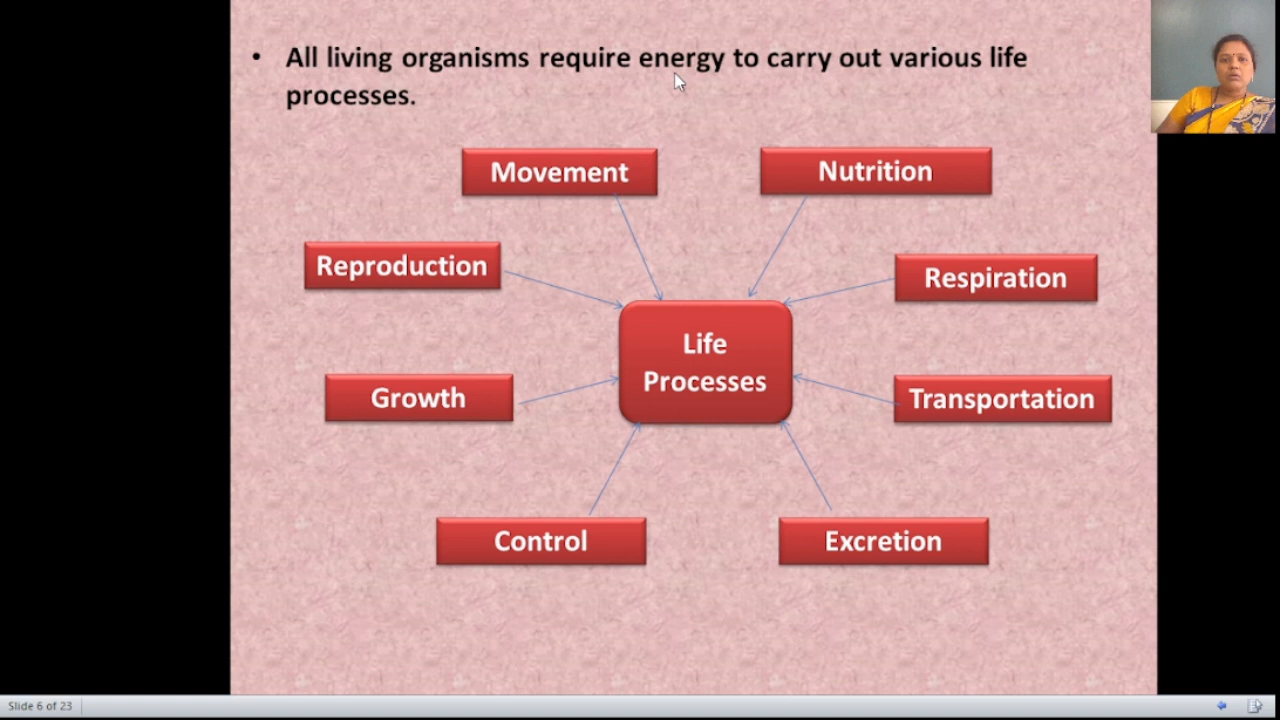 • All living organisms require energy to carry out various life
processes.
Movement
Nutrition
Reproduction
Respiration
Life
Processes
Growth
Transportation
Control
Excretion
Slide 6 of 23